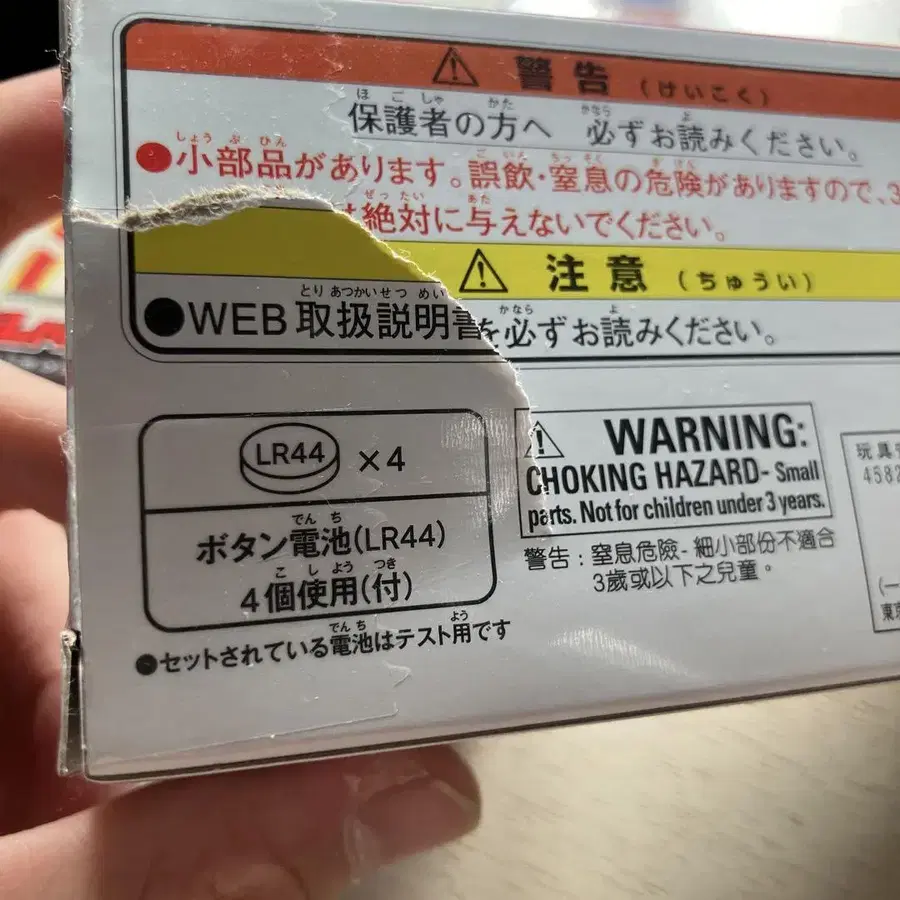 警告 (けいこく)
保護者の方へ 必ずお読みください。
●小部品があります。誤飲・窒息の危険がありますので、3
は絶対に与えないでください。
注意 (ちゅうい)
●WEB取扱説明書を必ずお読みください。
LR44 ×4
ボタン電池(LR44)
4個使用(付)
●セットされている電池はテスト用です
WARNING:
CHOKING HAZARD- Small
parts. Not for children under 3 years.
警告：窒息危險-細小部份不適合
3歲或以下之兒童。
玩具
4582
(一
東京